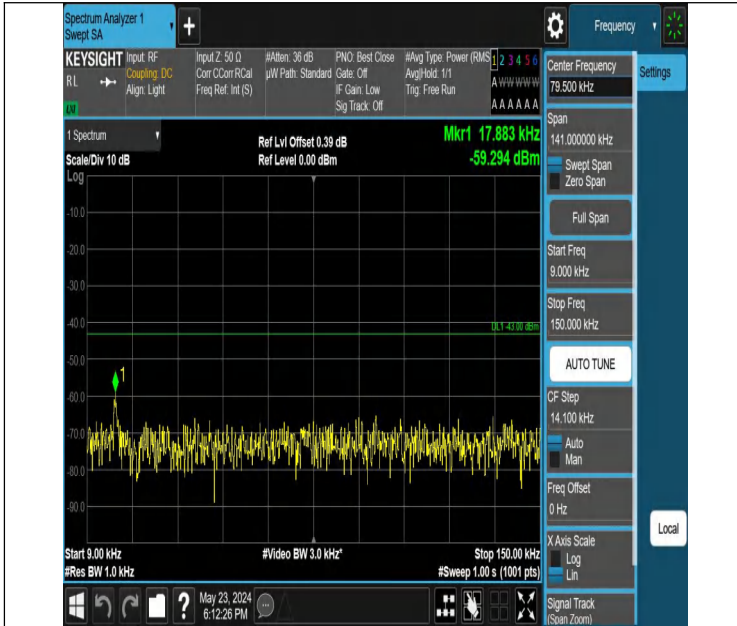 Spectrum Analyzer 1
Swept SA
+
Frequency
KEYSIGHT
RL
Input: RF
Coupling: DC
Align: Light
Input Z: 50 Ω
Corr CCorr RCal
Freq Ref: Int (S)
#Atten: 36 dB
µW Path: Standard
PNO: Best Close
Gate: Off
IF Gain: Low
Sig Track: Off
#Avg Type: Power (RMS
Avg|Hold: 1/1
Trig: Free Run
1 2 3 4 5 6
A W W W W W
A A A A A A
1 Spectrum
Scale/Div 10 dB
Ref Lvl Offset 0.39 dB
Ref Level 0.00 dBm
Mkr1 17.883 kHz
-59.294 dBm
Log
-10.0
-20.0
-30.0
-40.0
DL1 -43.00 dBm
-50.0
1
-60.0
-70.0
-80.0
-90.0
Start 9.00 kHz
#Res BW 1.0 kHz
#Video BW 3.0 kHz*
Stop 150.00 kHz
#Sweep 1.00 s (1001 pts)
?
May 23, 2024
6:12:26 PM
Center Frequency
79.500 kHz
Settings
Span
141.000000 kHz
Swept Span
Zero Span
Full Span
Start Freq
9.000 kHz
Stop Freq
150.000 kHz
AUTO TUNE
CF Step
14.100 kHz
Auto
Man
Freq Offset
0 Hz
X Axis Scale
Log
Lin
Local
Signal Track
(Span Zoom)